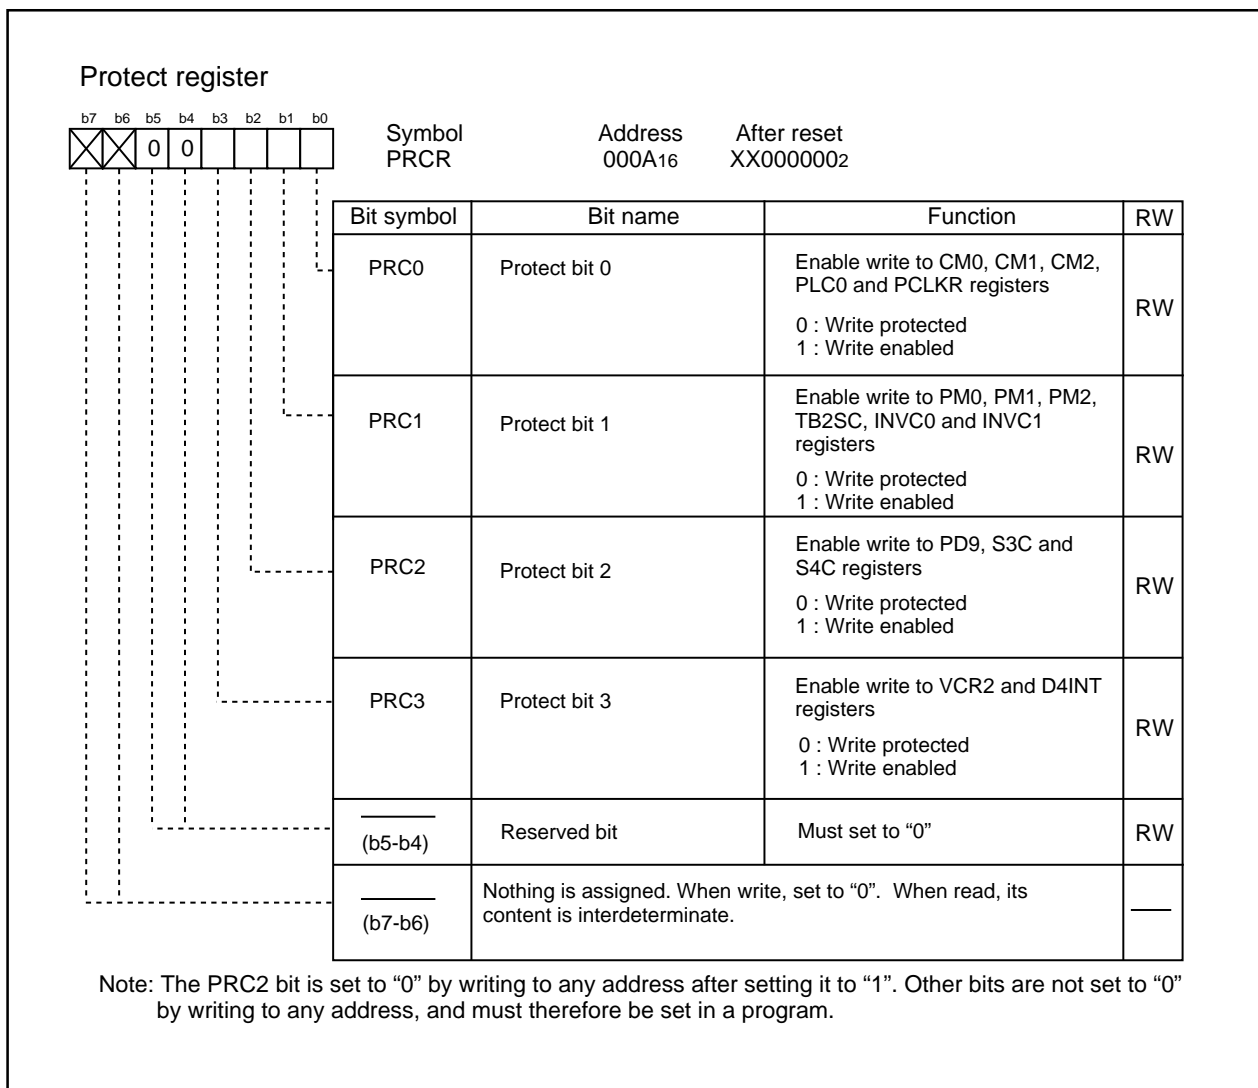 Protect register
b7 b6 b5 b4 b3 b2 b1 b0
0 0
Symbol Address After reset
PRCR 000A16 XX0000002
Bit symbol Bit name Function RW
PRC0 Protect bit 0 Enable write to CM0, CM1, CM2,
PLC0 and PCLKR registers
0 : Write protected
1 : Write enabled
RW
PRC1 Protect bit 1 Enable write to PM0, PM1, PM2,
TB2SC, INVC0 and INVC1
registers
0 : Write protected
1 : Write enabled
RW
PRC2 Protect bit 2 Enable write to PD9, S3C and
S4C registers
0 : Write protected
1 : Write enabled
RW
PRC3 Protect bit 3 Enable write to VCR2 and D4INT
registers
0 : Write protected
1 : Write enabled
RW
(b5-b4) Reserved bit Must set to “0” RW
(b7-b6) Nothing is assigned. When write, set to “0”. When read, its
content is interdeterminate.
Note: The PRC2 bit is set to “0” by writing to any address after setting it to “1”. Other bits are not set to “0”
by writing to any address, and must therefore be set in a program.